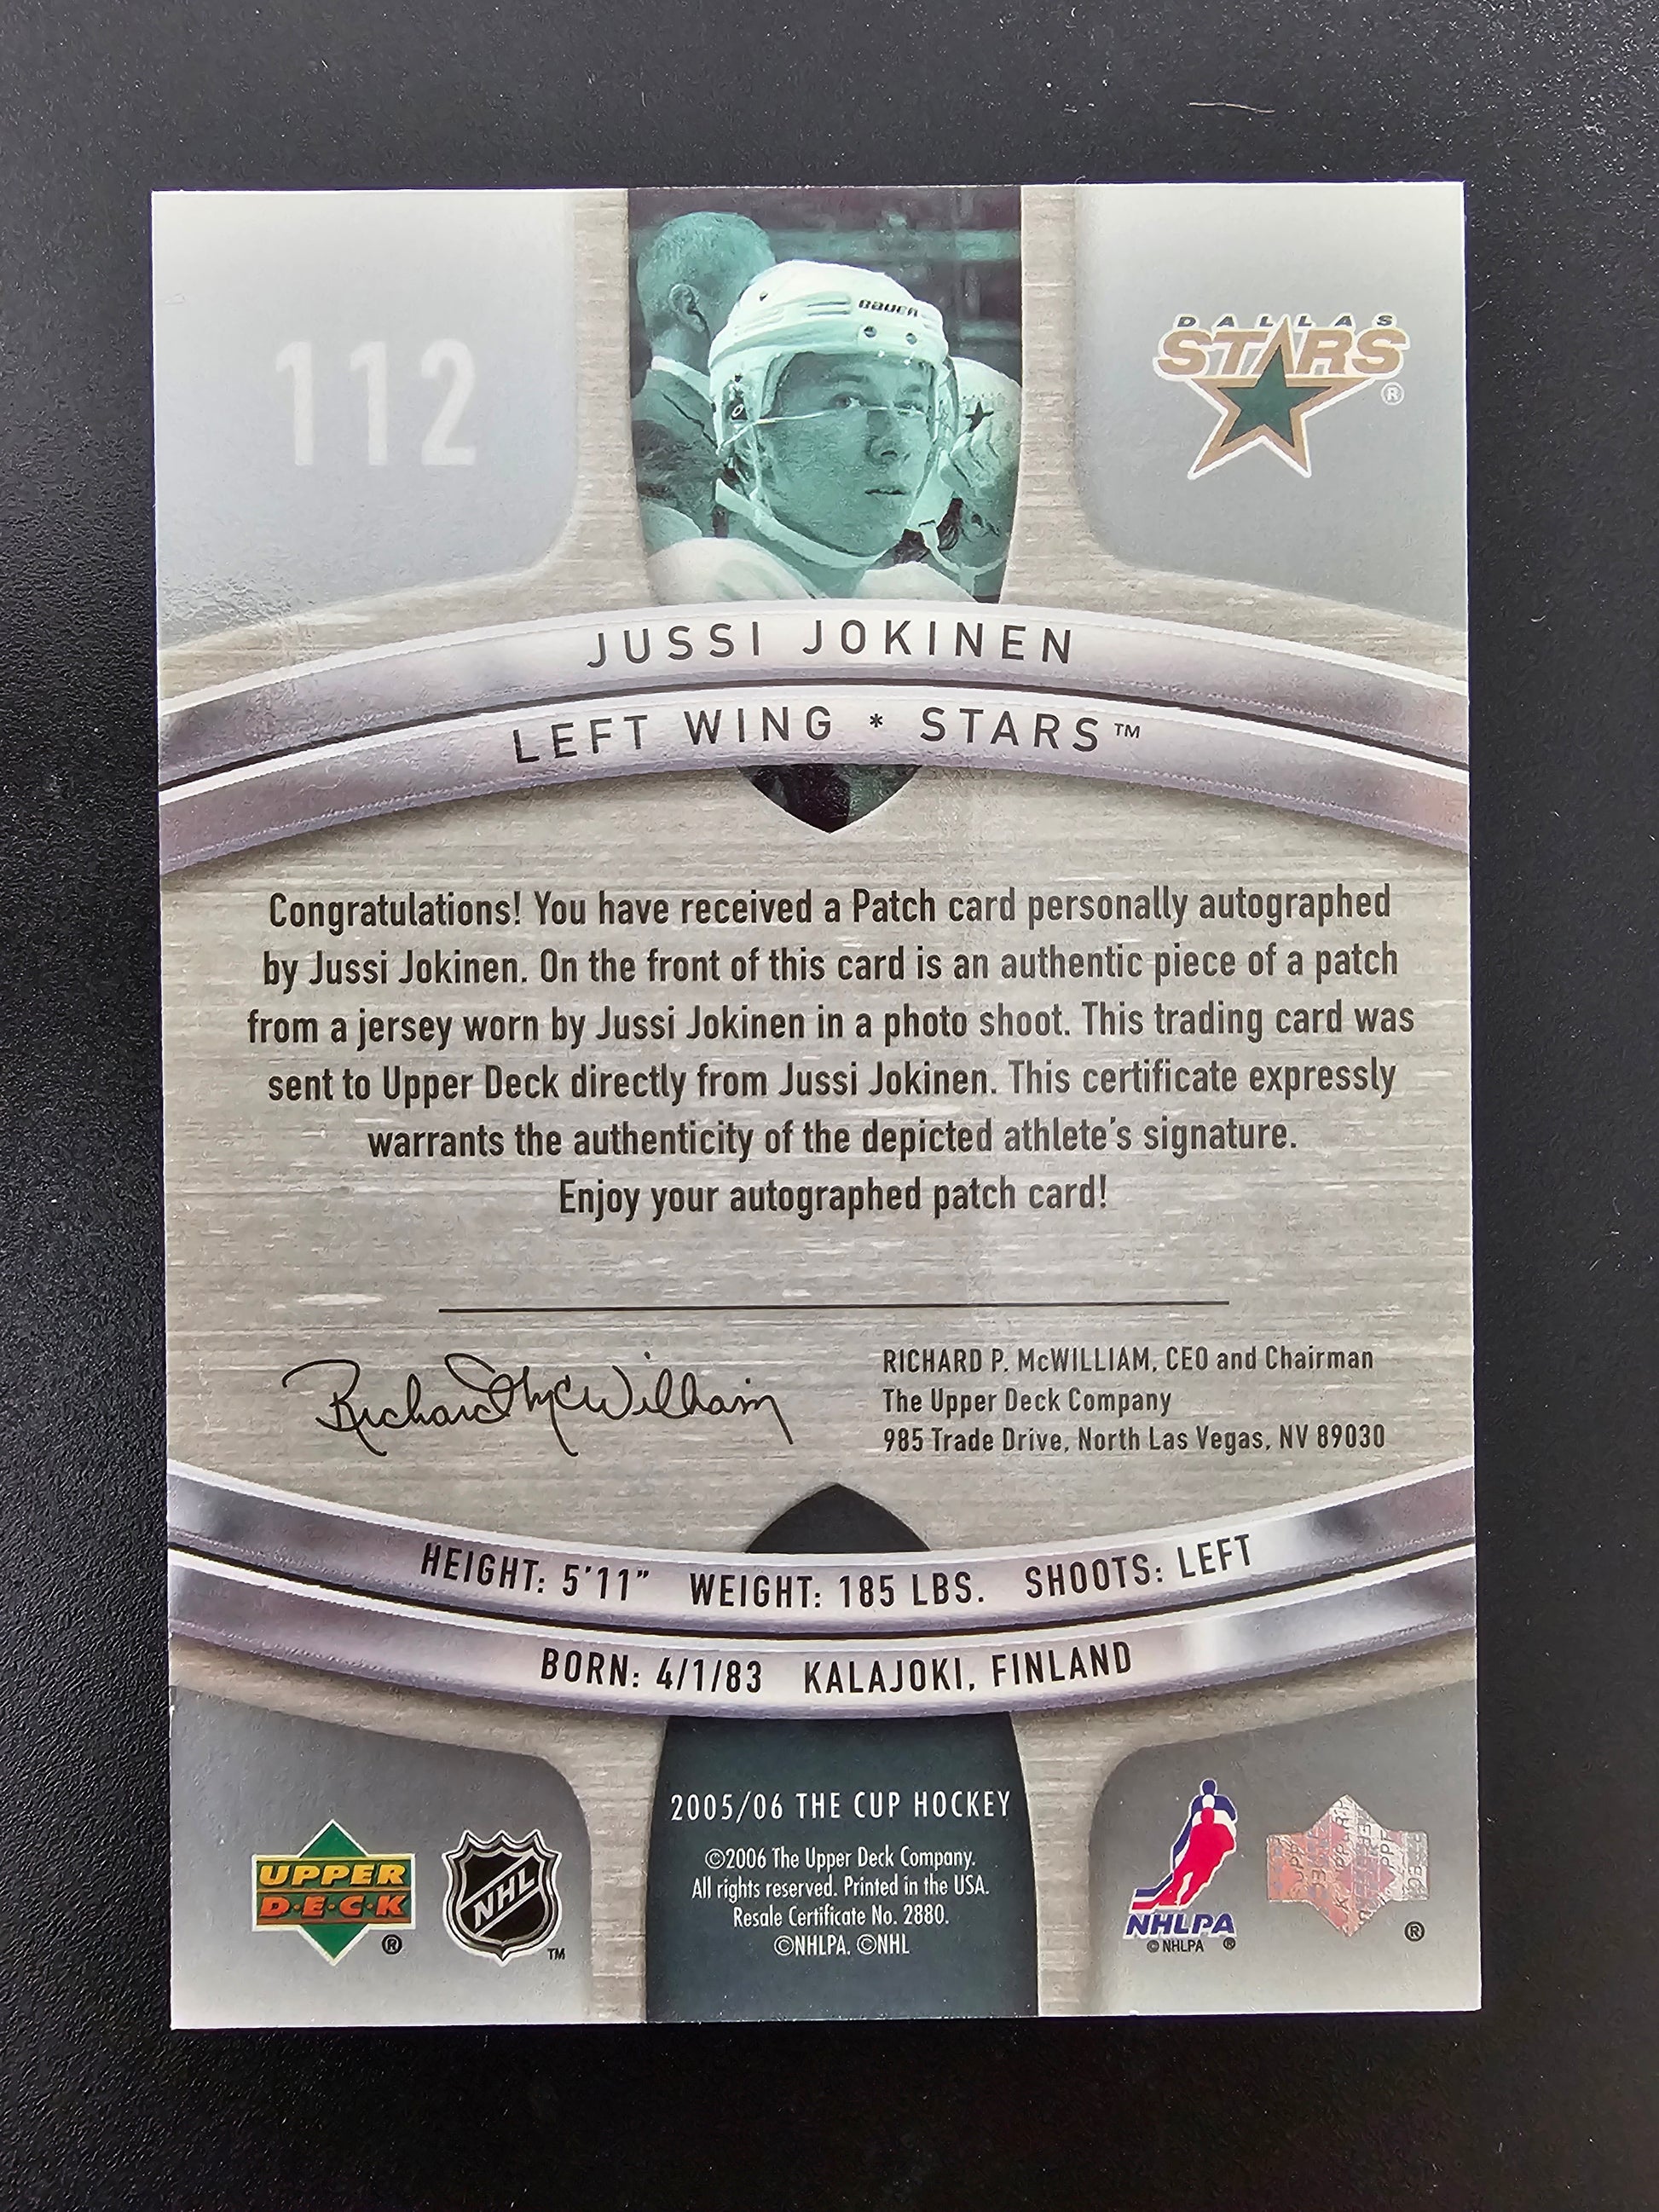 112
BAUER
DALLAS
STARS
®
JUSSI JOKINEN
LEFT WING * STARS™
Congratulations! You have received a Patch card personally autographed
by Jussi Jokinen. On the front of this card is an authentic piece of a patch
from a jersey worn by Jussi Jokinen in a photo shoot. This trading card was
sent to Upper Deck directly from Jussi Jokinen. This certificate expressly
warrants the authenticity of the depicted athlete's signature.
Enjoy your autographed patch card!
Richard McWilliam
RICHARD P. McWILLIAM, CEO and Chairman
The Upper Deck Company
985 Trade Drive, North Las Vegas, NV 89030
HEIGHT: 5'11" WEIGHT: 185 LBS. SHOOTS: LEFT
BORN: 4/1/83 KALAJOKI, FINLAND
2005/06 THE CUP HOCKEY
©2006 The Upper Deck Company.
All rights reserved. Printed in the USA.
Resale Certificate No. 2880.
©NHLPA. ©NHL
UPPER
D·E·C·K
®
NHL
™
NHLPA
© NHLPA ®
®